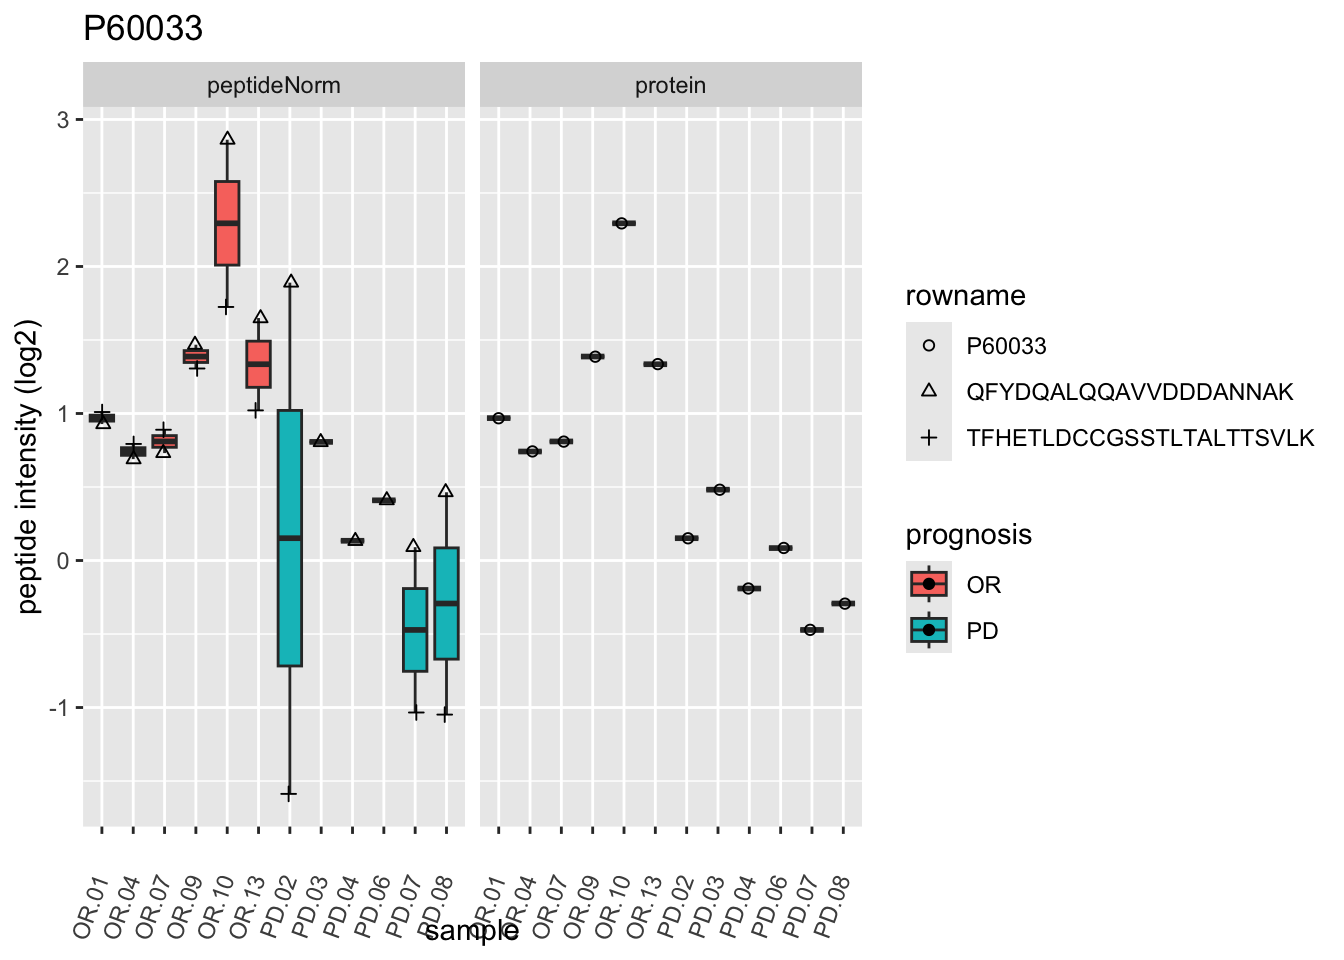 P60033
peptideNorm
protein
3
2
1
0
-1
peptide intensity (log2)
OR.01
OR.04
OR.07
OR.09
OR.10
OR.13
PD.02
PD.03
PD.04
PD.06
PD.07
PD.08
OR.01
OR.04
OR.07
OR.09
OR.10
OR.13
PD.02
PD.03
PD.04
PD.06
PD.07
PD.08
sample
rowname
P60033
QFYDQALQQAVVDDDANNAK
TFHETLDCCGSSTLTALTTSVLK
prognosis
OR
PD